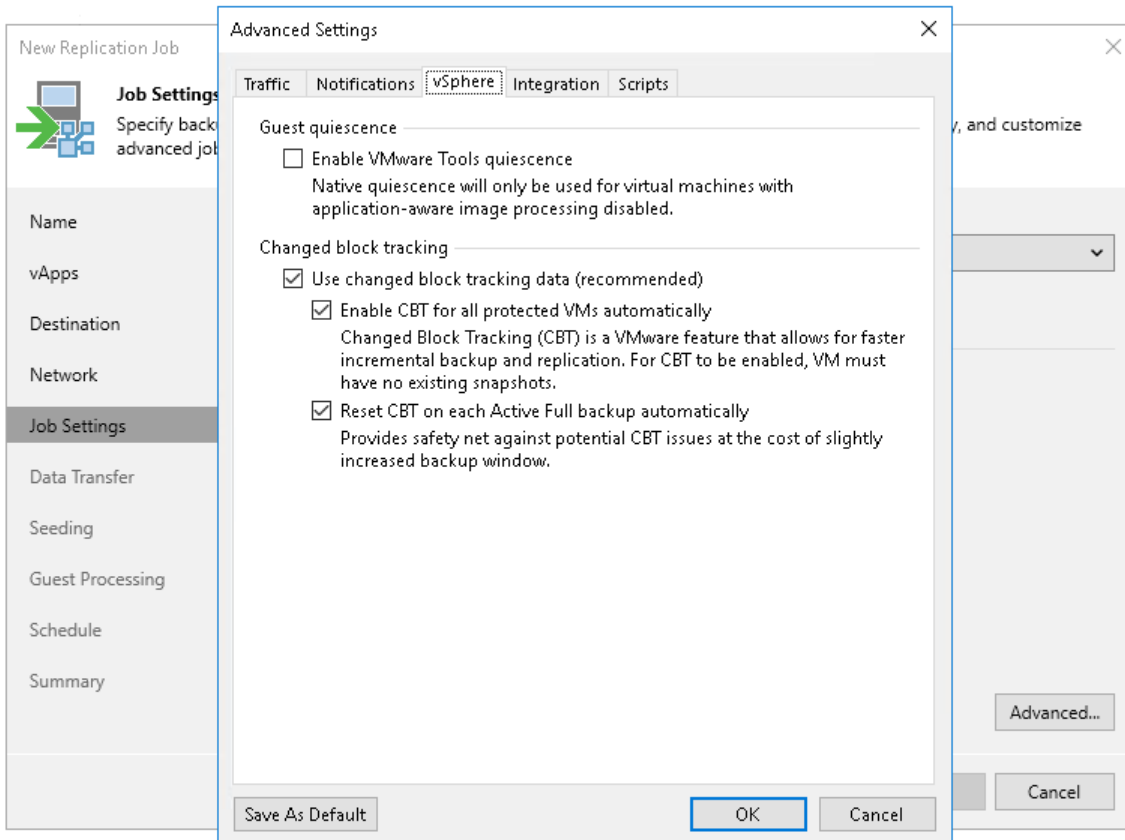 Advanced Settings
New Replication Job
Job Settings
Specify back
advanced job
y, and customize
Name
vApps
Destination
Network
Job Settings
Data Transfer
Seeding
Guest Processing
Schedule
Summary
Traffic
Notifications
vSphere
Integration
Scripts
Guest quiescence
Enable VMware Tools quiescence
Native quiescence will only be used for virtual machines with
application-aware image processing disabled.
Changed block tracking
Use changed block tracking data (recommended)
Enable CBT for all protected VMs automatically
Changed Block Tracking (CBT) is a VMware feature that allows for faster
incremental backup and replication. For CBT to be enabled, VM must
have no existing snapshots.
Reset CBT on each Active Full backup automatically
Provides safety net against potential CBT issues at the cost of slightly
increased backup window.
Advanced...
Cancel
Save As Default
OK
Cancel